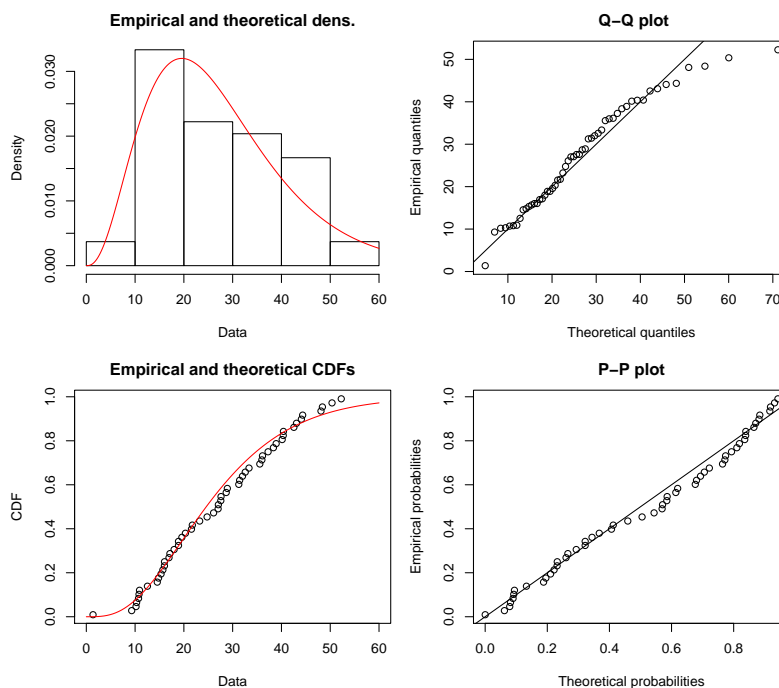 Empirical and theoretical dens.
Density
0.000 0.010 0.020 0.030
0 10 20 30 40 50 60
Data
Q−Q plot
Empirical quantiles
0 10 20 30 40 50
10 20 30 40 50 60 70
Theoretical quantiles
Empirical and theoretical CDFs
CDF
0.0 0.2 0.4 0.6 0.8 1.0
0 10 20 30 40 50 60
Data
P−P plot
Empirical probabilities
0.0 0.2 0.4 0.6 0.8 1.0
0.0 0.2 0.4 0.6 0.8
Theoretical probabilities